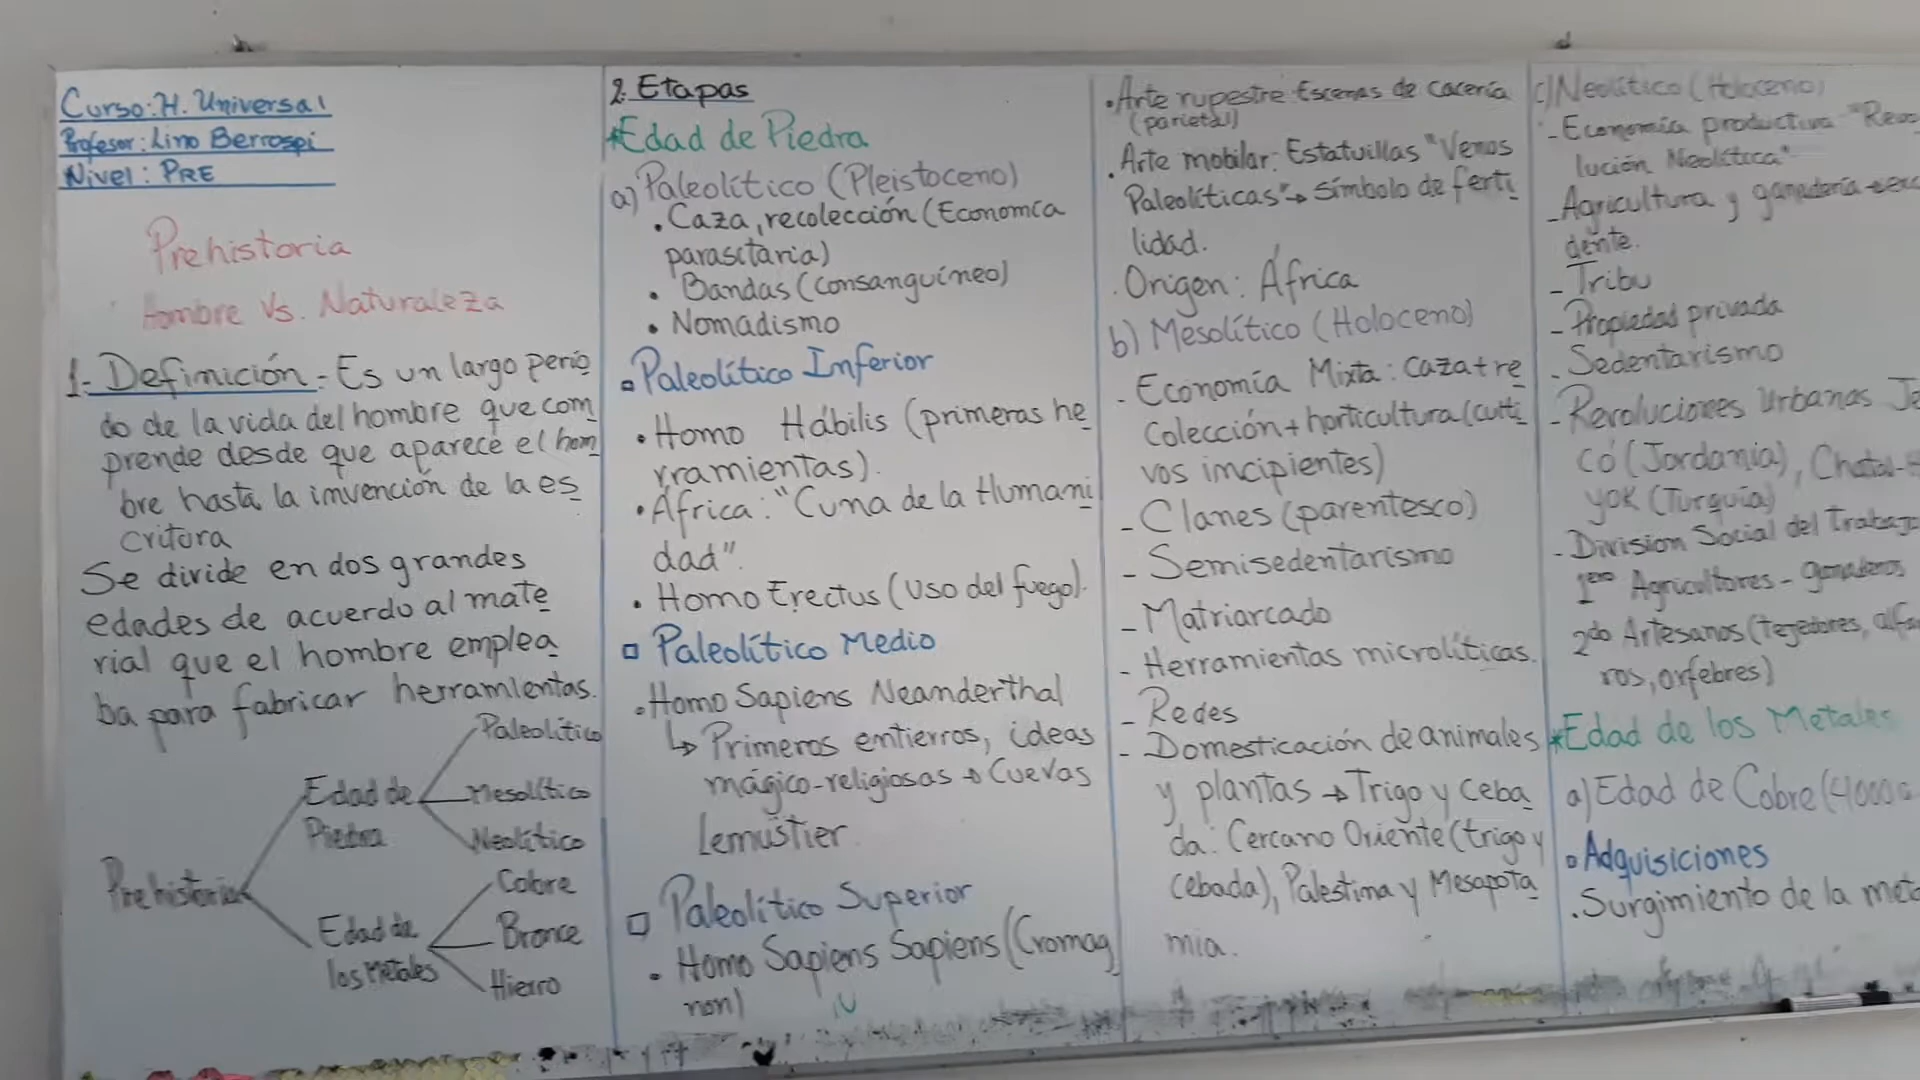 Curso: H. Universal
Profesor: Lino Berrospi
Nivel: PRE
Prehistoria
Hombre Vs. Naturaleza
1.- Definición.- Es un largo perio
do de la vida del hombre que com
prende desde que aparece el hom
bre hasta la invención de la es
critura
Se divide en dos grandes
edades de acuerdo al mate
rial que el hombre emplea
ba para fabricar herramientas.
Prehistoria
Edad de
Piedra
Paleolítico
Mesolítico
Neolítico
Edad de
los Metales
Cobre
Bronce
Hierro
2. Etapas
*Edad de Piedra
a) Paleolítico (Pleistoceno)
• Caza, recolección (Economía
parasitaria)
• Bandas (consanguíneo)
• Nomadismo
Paleolítico Inferior
• Homo Hábilis (primeras he
rramientas).
• África: "Cuna de la Humani
dad".
• Homo Erectus (Uso del fuego).
Paleolítico Medio
• Homo Sapiens Neanderthal
↳ Primeros entierros, ideas
mágico-religiosas → Cuevas
Lemustier.
Paleolítico Superior
• Homo Sapiens Sapiens (Cromag
non)
• Arte rupestre Escenas de cacería
(parietal)
. Arte mobilar: Estatuillas "Venus
Paleolíticas" → símbolo de ferti
lidad.
. Origen: África
b) Mesolítico (Holoceno)
- Economía Mixta: Caza + re
colección + horticultura (culti
vos incipientes)
- Clanes (parentesco)
- Semisedentarismo
- Matriarcado
- Herramientas microlíticas.
- Redes
- Domesticación de animales
y plantas → Trigo y Ceba
da: Cercano Oriente (trigo y
cebada), Palestina y Mesopota
mia.
c) Neolítico (Holoceno)
- Economía productiva "Revo
lución Neolítica"
- Agricultura y ganadería
dente.
- Tribu
- Propiedad privada
- Sedentarismo
- Revoluciones Urbanas Je
có (Jordania), Chatal-
yok (Turquía)
- Division Social del Trabajo
1ero Agricultores - ganaderos
2do Artesanos (tejedores, alfa
ros, orfebres)
*Edad de los Metales
a) Edad de Cobre (4000 a
Adquisiciones
. Surgimiento de la meta